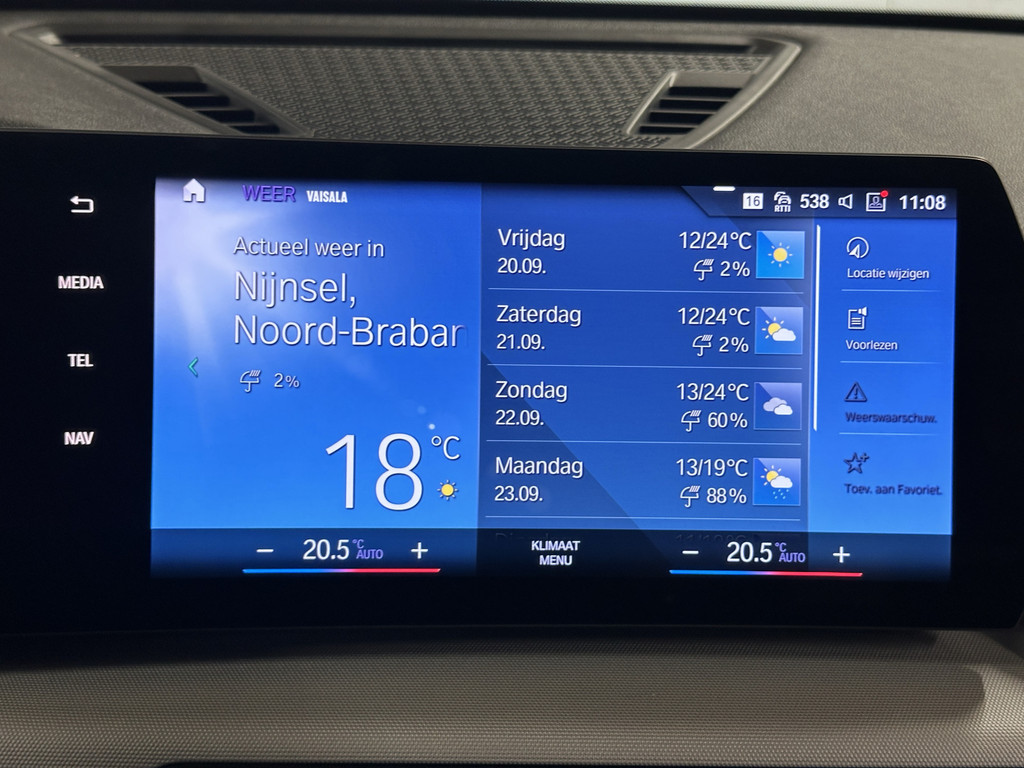 WEER VAISALA
16 RTTI 538 11:08
MEDIA
TEL
NAV
Actueel weer in
Nijnsel,
Noord-Brabar
2%
18 °C
Vrijdag 12/24°C
20.09. 2%
Zaterdag 12/24°C
21.09. 2%
Zondag 13/24°C
22.09. 60%
Maandag 13/19°C
23.09. 88%
Locatie wijzigen
Voorlezen
Weerswaarschuw.
Toev. aan Favoriet.
− 20.5 °C AUTO +
KLIMAAT
MENU
− 20.5 °C AUTO +